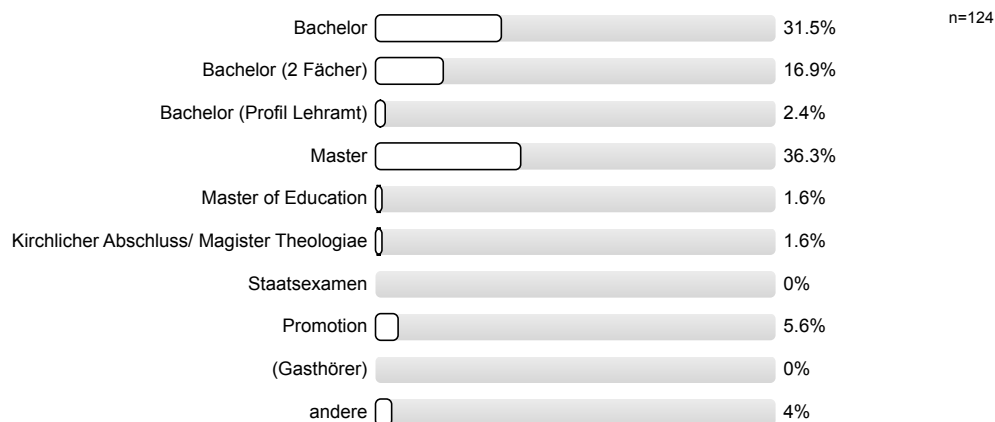 n=124
Bachelor 31.5%
Bachelor (2 Fächer) 16.9%
Bachelor (Profil Lehramt) 2.4%
Master 36.3%
Master of Education 1.6%
Kirchlicher Abschluss/ Magister Theologiae 1.6%
Staatsexamen 0%
Promotion 5.6%
(Gasthörer) 0%
andere 4%